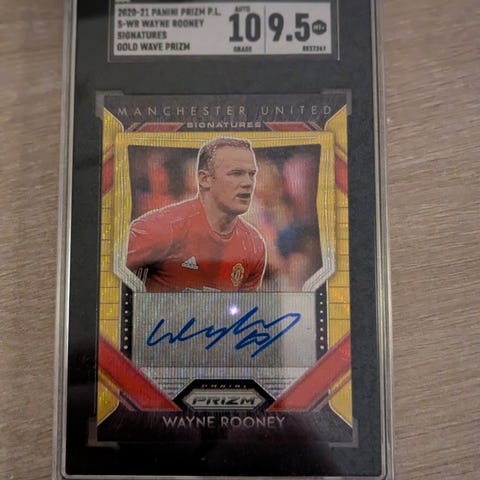 2020-21 PANINI PRIZM P.L.
S-WR WAYNE ROONEY
SIGNATURES
GOLD WAVE PRIZM
AUTO
10
GRADE
9.5
MT+
MANCHESTER UNITED
SIGNATURES
PANINI
PRIZM
WAYNE ROONEY